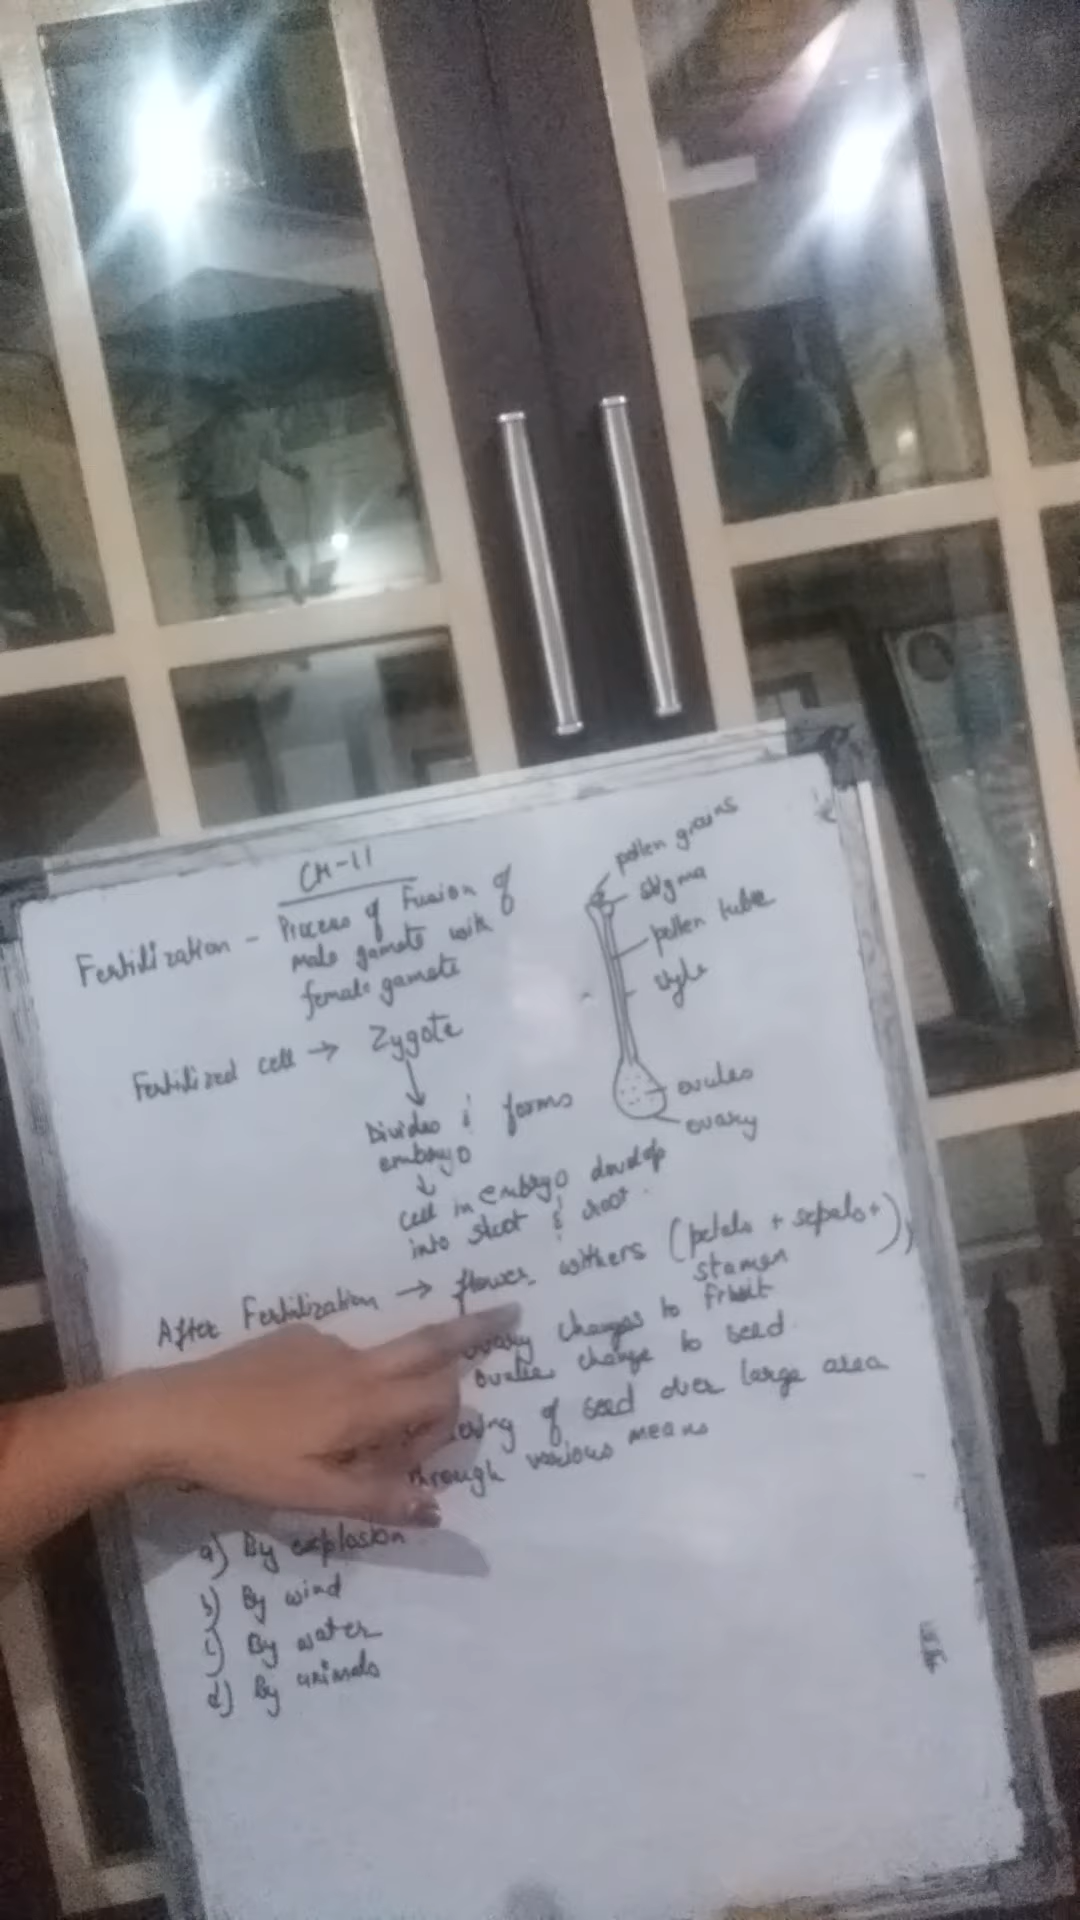 CH-11
Fertilization - Process of Fusion of
male gamete with
female gamete
Fertilized cell → Zygote
↓
Divides & forms
embryo
↓
cell in embryo develop
into shoot & root.
pollen grains
stigma
pollen tube
style
ovules
ovary
After Fertilization → flower withers (petals + sepals +
stamen)
ovary changes to fruit
ovules change to seed.
of seed over large area
through various means
a) By explosion
b) By wind
c) By water
d) By animals